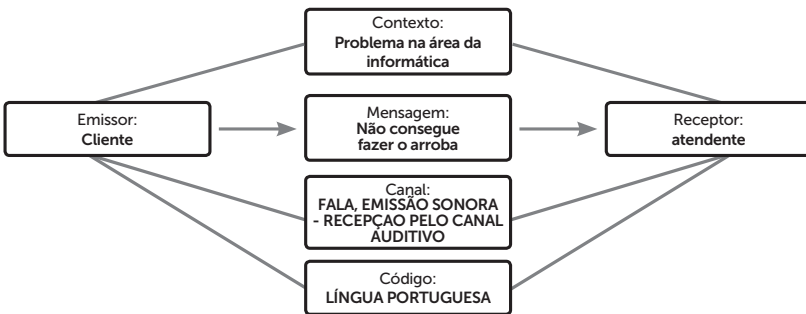 Contexto:
Problema na área da
informática
Emissor:
Cliente
Mensagem:
Não consegue
fazer o arroba
Receptor:
atendente
Canal:
FALA, EMISSÃO SONORA
- RECEPÇAO PELO CANAL
AUDITIVO
Código:
LÍNGUA PORTUGUESA